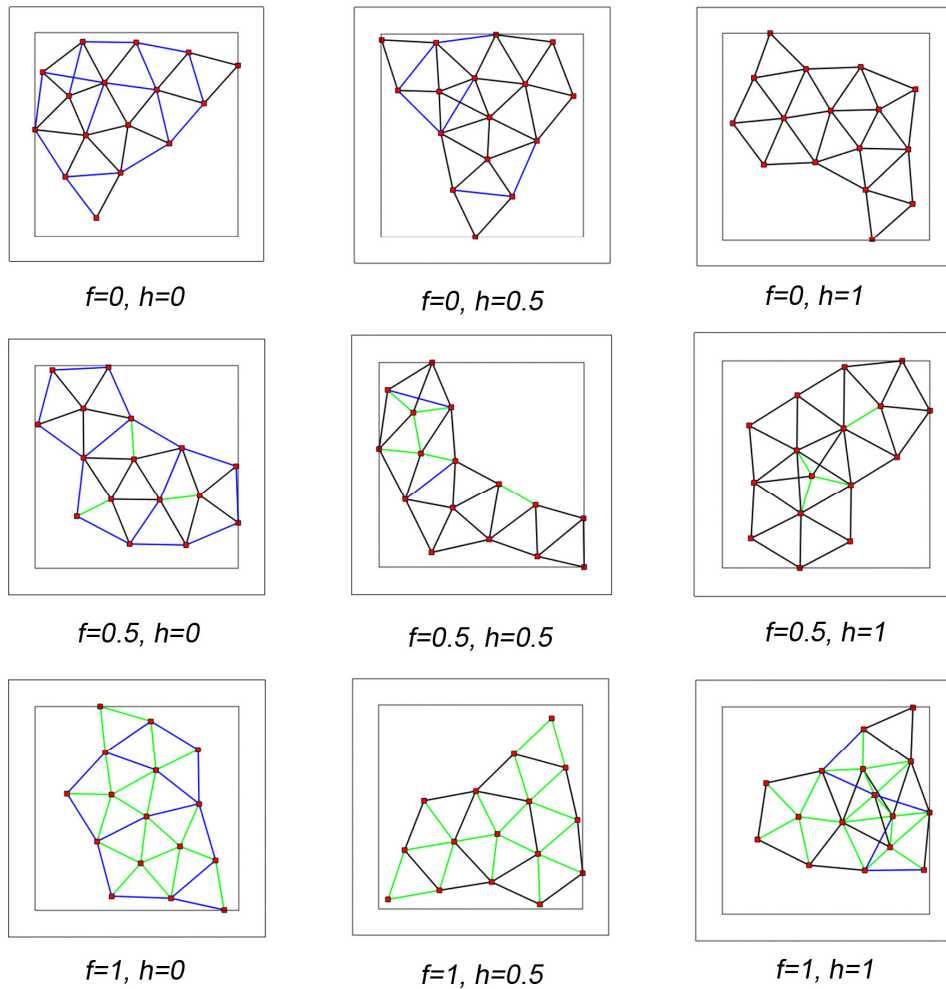 f=0, h=0
f=0, h=0.5
f=0, h=1
f=0.5, h=0
f=0.5, h=0.5
f=0.5, h=1
f=1, h=0
f=1, h=0.5
f=1, h=1